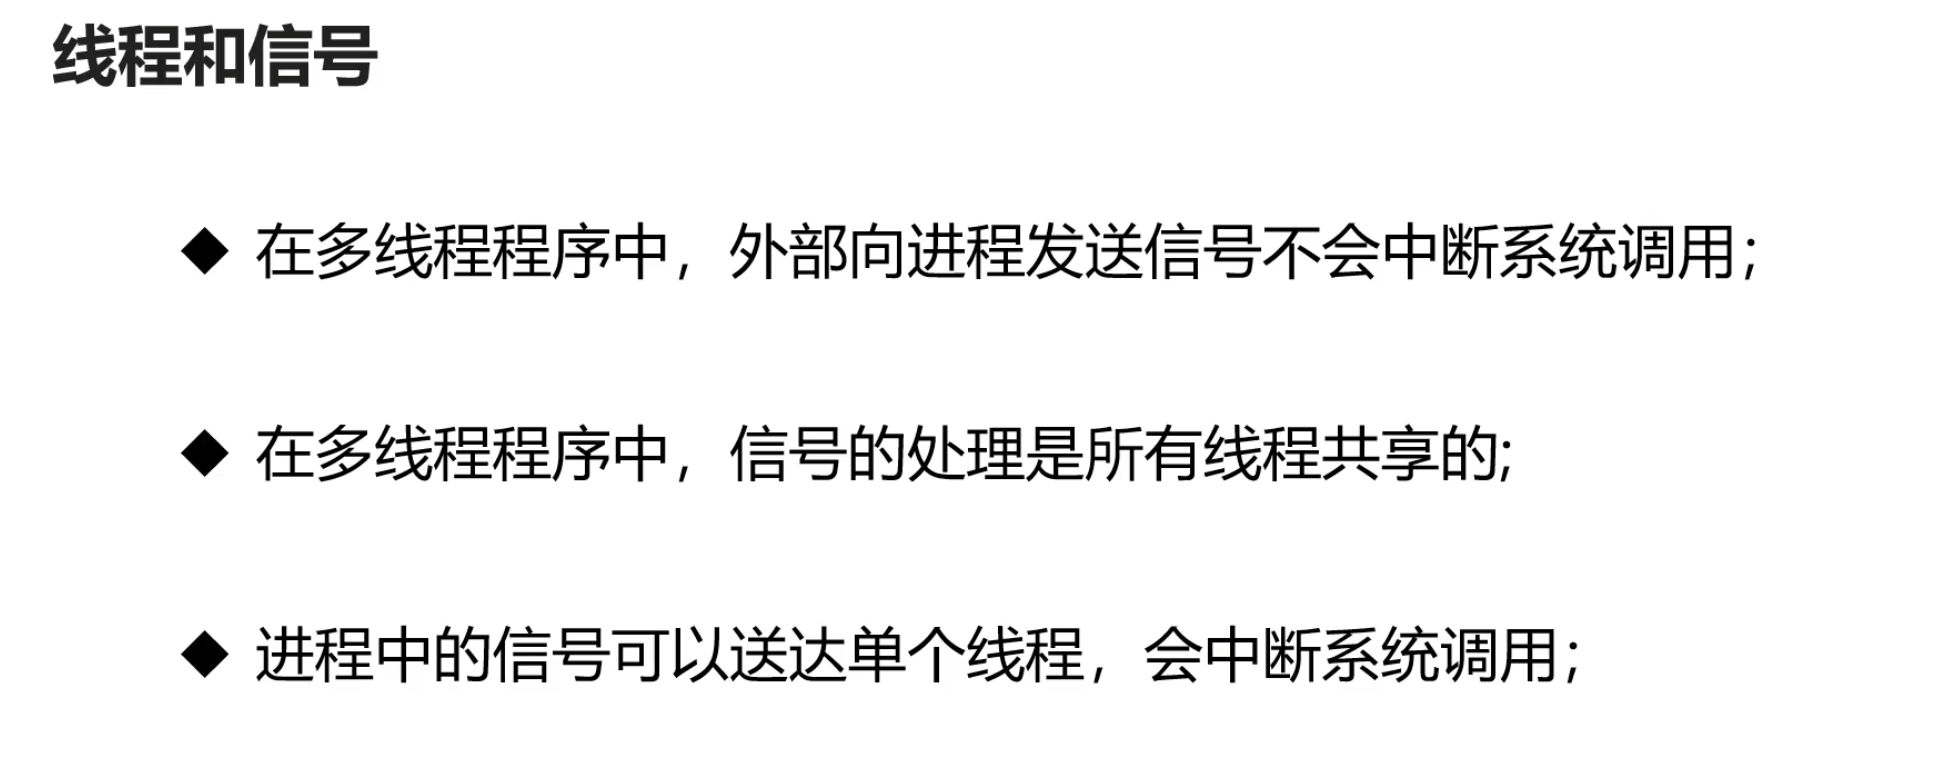 线程和信号
◆ 在多线程程序中，外部向进程发送信号不会中断系统调用；
◆ 在多线程程序中，信号的处理是所有线程共享的;
◆ 进程中的信号可以送达单个线程，会中断系统调用；